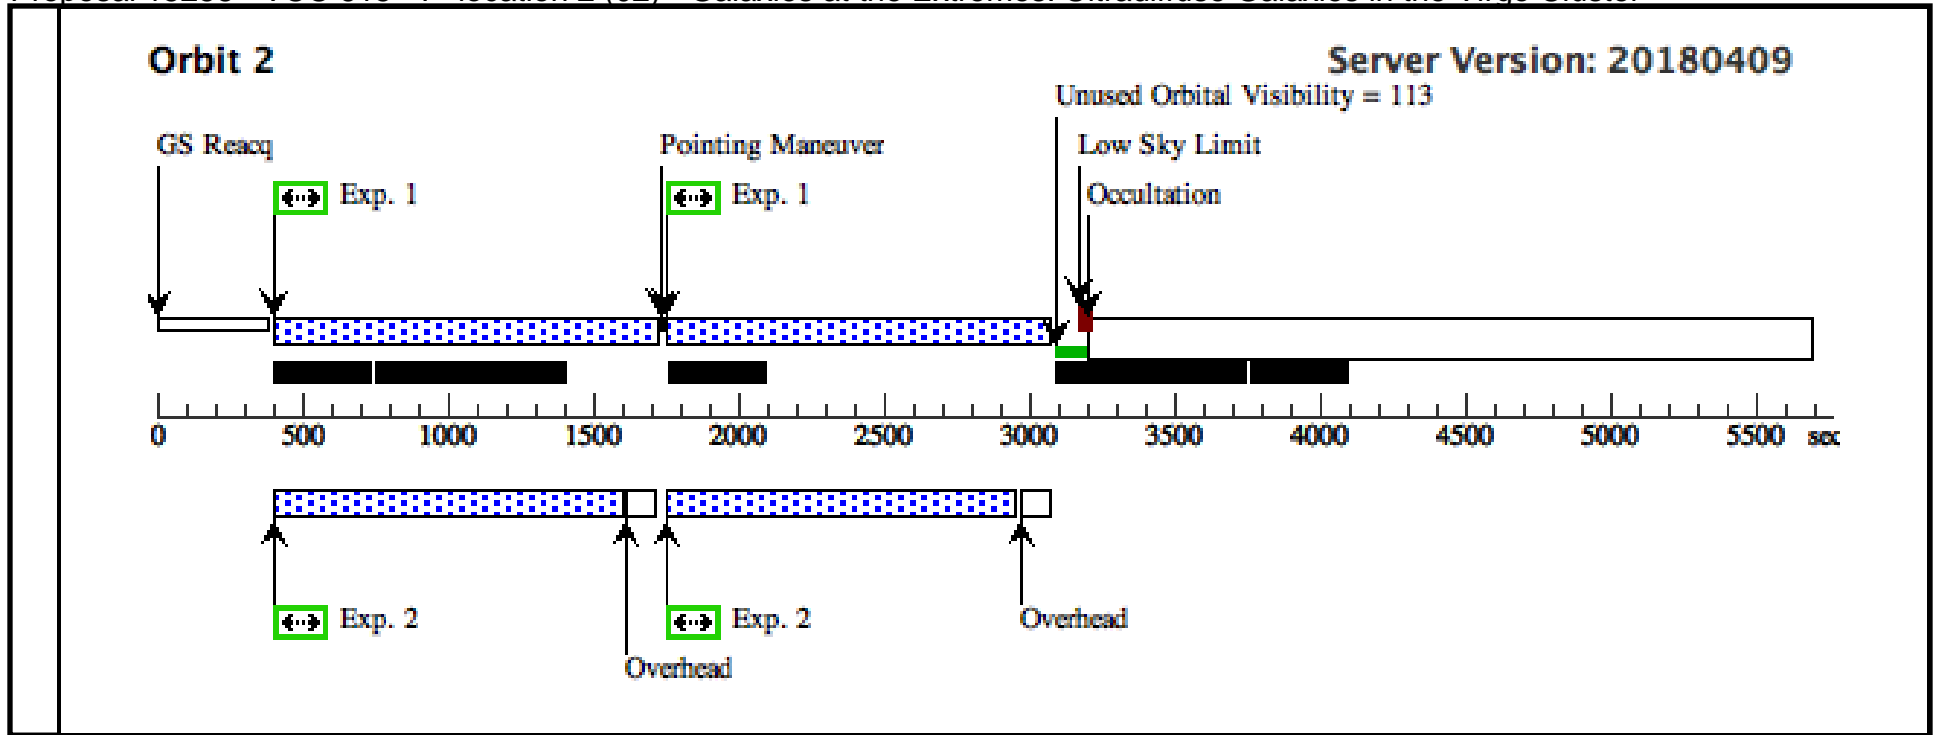 Orbit 2
Server Version: 20180409
Unused Orbital Visibility = 113
GS Reacq
Pointing Maneuver
Low Sky Limit
Exp. 1
Exp. 1
Occultation
0 500 1000 1500 2000 2500 3000 3500 4000 4500 5000 5500 sec
Exp. 2
Exp. 2
Overhead
Overhead